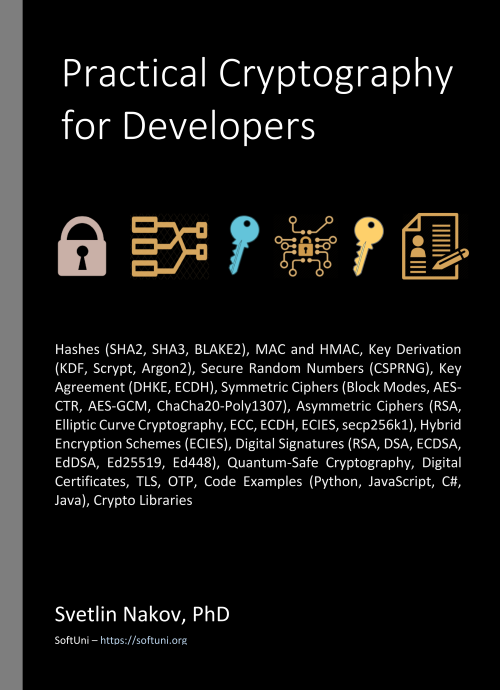 Practical Cryptography
for Developers
Hashes (SHA2, SHA3, BLAKE2), MAC and HMAC, Key Derivation
(KDF, Scrypt, Argon2), Secure Random Numbers (CSPRNG), Key
Agreement (DHKE, ECDH), Symmetric Ciphers (Block Modes, AES-
CTR, AES-GCM, ChaCha20-Poly1307), Asymmetric Ciphers (RSA,
Elliptic Curve Cryptography, ECC, ECDH, ECIES, secp256k1), Hybrid
Encryption Schemes (ECIES), Digital Signatures (RSA, DSA, ECDSA,
EdDSA, Ed25519, Ed448), Quantum-Safe Cryptography, Digital
Certificates, TLS, OTP, Code Examples (Python, JavaScript, C#,
Java), Crypto Libraries
Svetlin Nakov, PhD
SoftUni – https://softuni.org